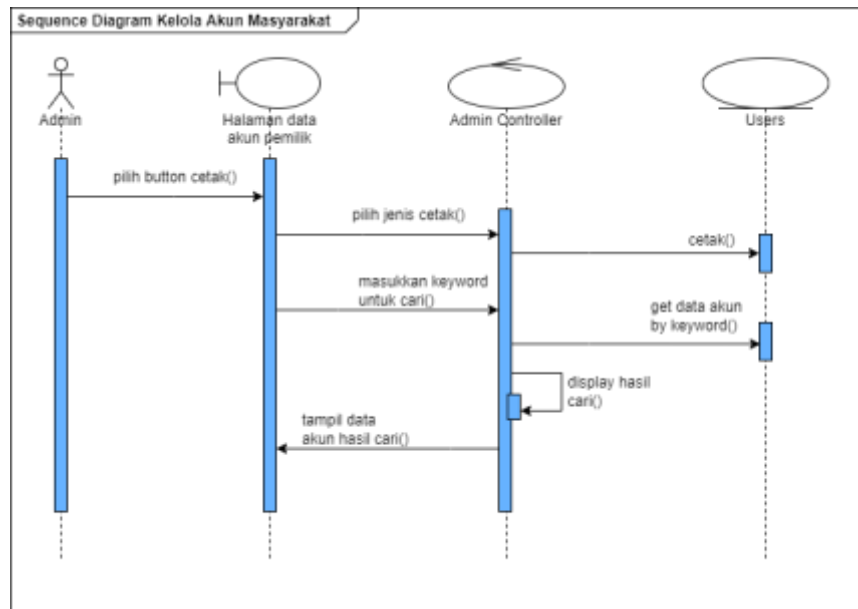 Sequence Diagram Kelola Akun Masyarakat
Admin
Halaman data
akun pemilik
Admin Controller
Users
pilih button cetak()
pilih jenis cetak()
cetak()
masukkan keyword
untuk cari()
get data akun
by keyword()
display hasil
cari()
tampil data
akun hasil cari()